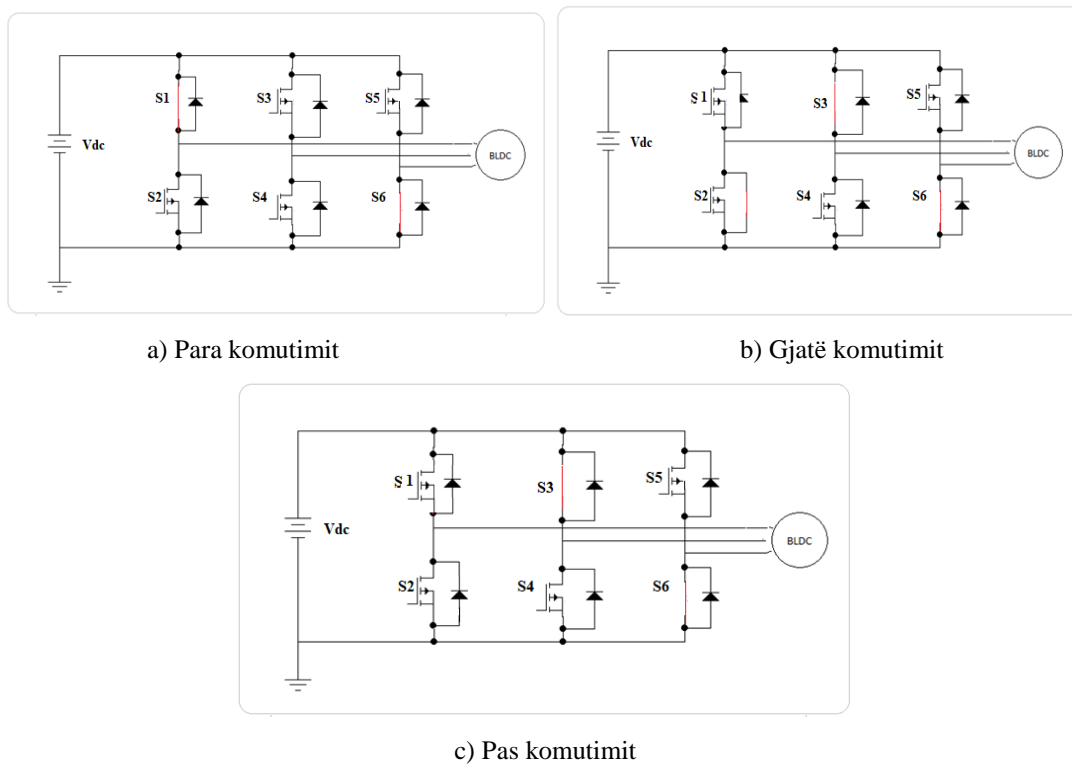 S1
S3
S5
Vdc
BLDC
S2
S4
S6
a) Para komutimit
S1
S3
S5
Vdc
BLDC
S2
S4
S6
b) Gjatë komutimit
S1
S3
S5
Vdc
BLDC
S2
S4
S6
c) Pas komutimit